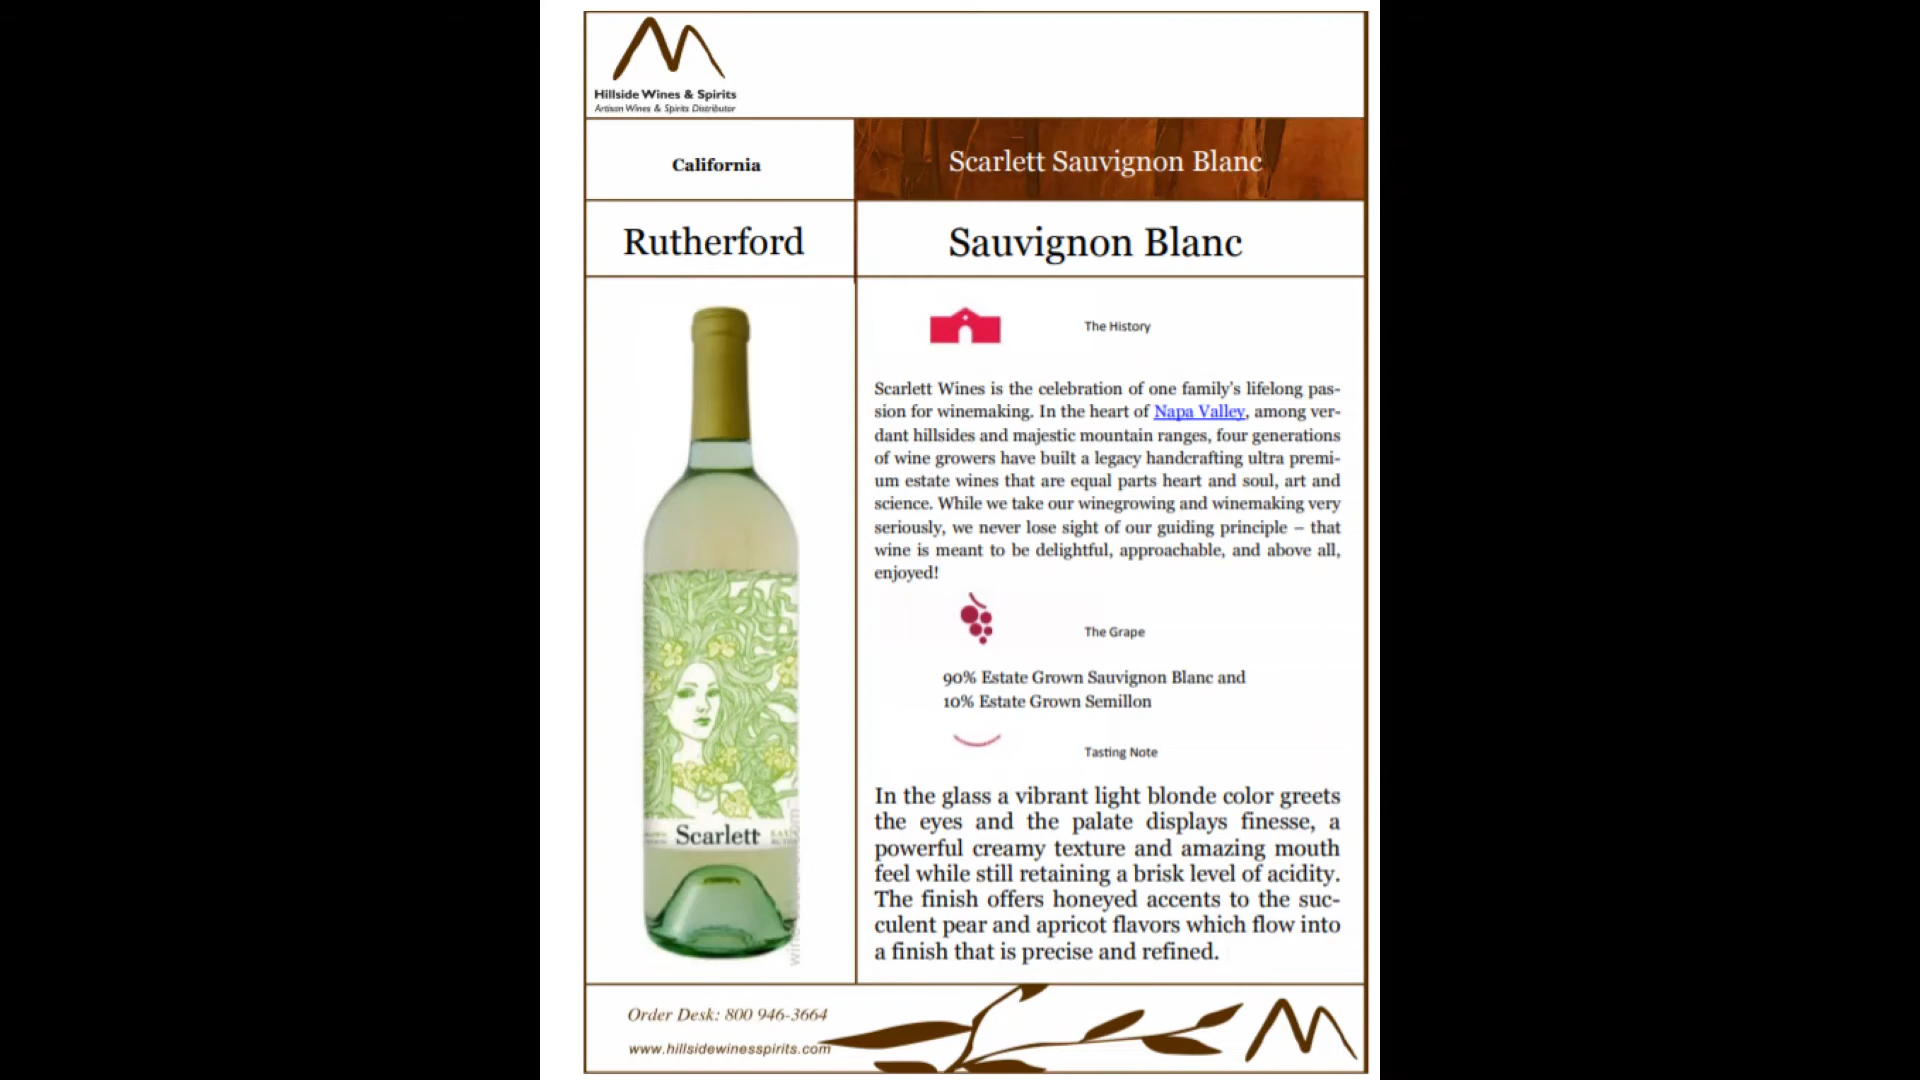 Hillside Wines & Spirits
Artisan Wines & Spirits Distributor
California
Scarlett Sauvignon Blanc
Rutherford
Sauvignon Blanc
The History
Scarlett Wines is the celebration of one family's lifelong pas-
sion for winemaking. In the heart of Napa Valley, among ver-
dant hillsides and majestic mountain ranges, four generations
of wine growers have built a legacy handcrafting ultra premi-
um estate wines that are equal parts heart and soul, art and
science. While we take our winegrowing and winemaking very
seriously, we never lose sight of our guiding principle – that
wine is meant to be delightful, approachable, and above all,
enjoyed!
The Grape
90% Estate Grown Sauvignon Blanc and
10% Estate Grown Semillon
Tasting Note
In the glass a vibrant light blonde color greets
the eyes and the palate displays finesse, a
powerful creamy texture and amazing mouth
feel while still retaining a brisk level of acidity.
The finish offers honeyed accents to the suc-
culent pear and apricot flavors which flow into
a finish that is precise and refined.
Scarlett
Order Desk: 800 946-3664
www.hillsidewinesspirits.com